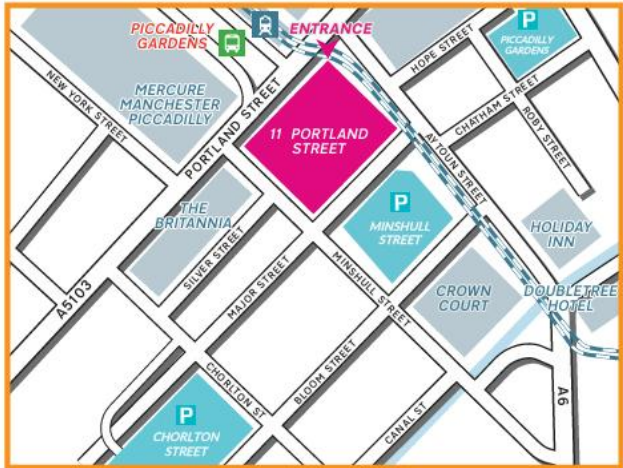 PICCADILLY
GARDENS
ENTRANCE
P
PICCADILLY
GARDENS
HOPE STREET
NEW YORK STREET
MERCURE
MANCHESTER
PICCADILLY
PORTLAND STREET
CHATHAM STREET
ROBY STREET
11 PORTLAND
STREET
AYTOUN STREET
P
MINSHULL
STREET
THE
BRITANNIA
HOLIDAY
INN
SILVER STREET
MINSHULL STREET
CROWN
COURT
DOUBLETREE
HOTEL
A5103
MAJOR STREET
BLOOM STREET
CHORLTON ST
CANAL ST
A6
P
CHORLTON
STREET